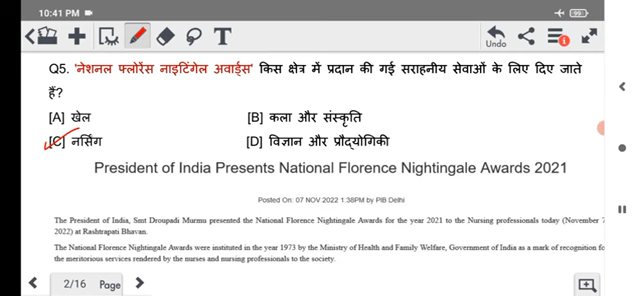 10:41 PM
99
T
Undo
Q5. 'नेशनल फ्लोरेंस नाइटिंगेल अवार्ड्स' किस क्षेत्र में प्रदान की गई सराहनीय सेवाओं के लिए दिए जाते
हैं?
[A] खेल [B] कला और संस्कृति
[C] नर्सिंग [D] विज्ञान और प्रौद्योगिकी
President of India Presents National Florence Nightingale Awards 2021
Posted On: 07 NOV 2022 1:38PM by PIB Delhi
The President of India, Smt Droupadi Murmu presented the National Florence Nightingale Awards for the year 2021 to the Nursing professionals today (November 7
2022) at Rashtrapati Bhavan.
The National Florence Nightingale Awards were instituted in the year 1973 by the Ministry of Health and Family Welfare, Government of India as a mark of recognition fo
the meritorious services rendered by the nurses and nursing professionals to the society.
2/16 Page